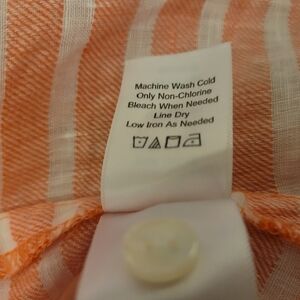 Machine Wash Cold
Only Non-Chlorine
Bleach When Needed
Line Dry
Low Iron As Needed